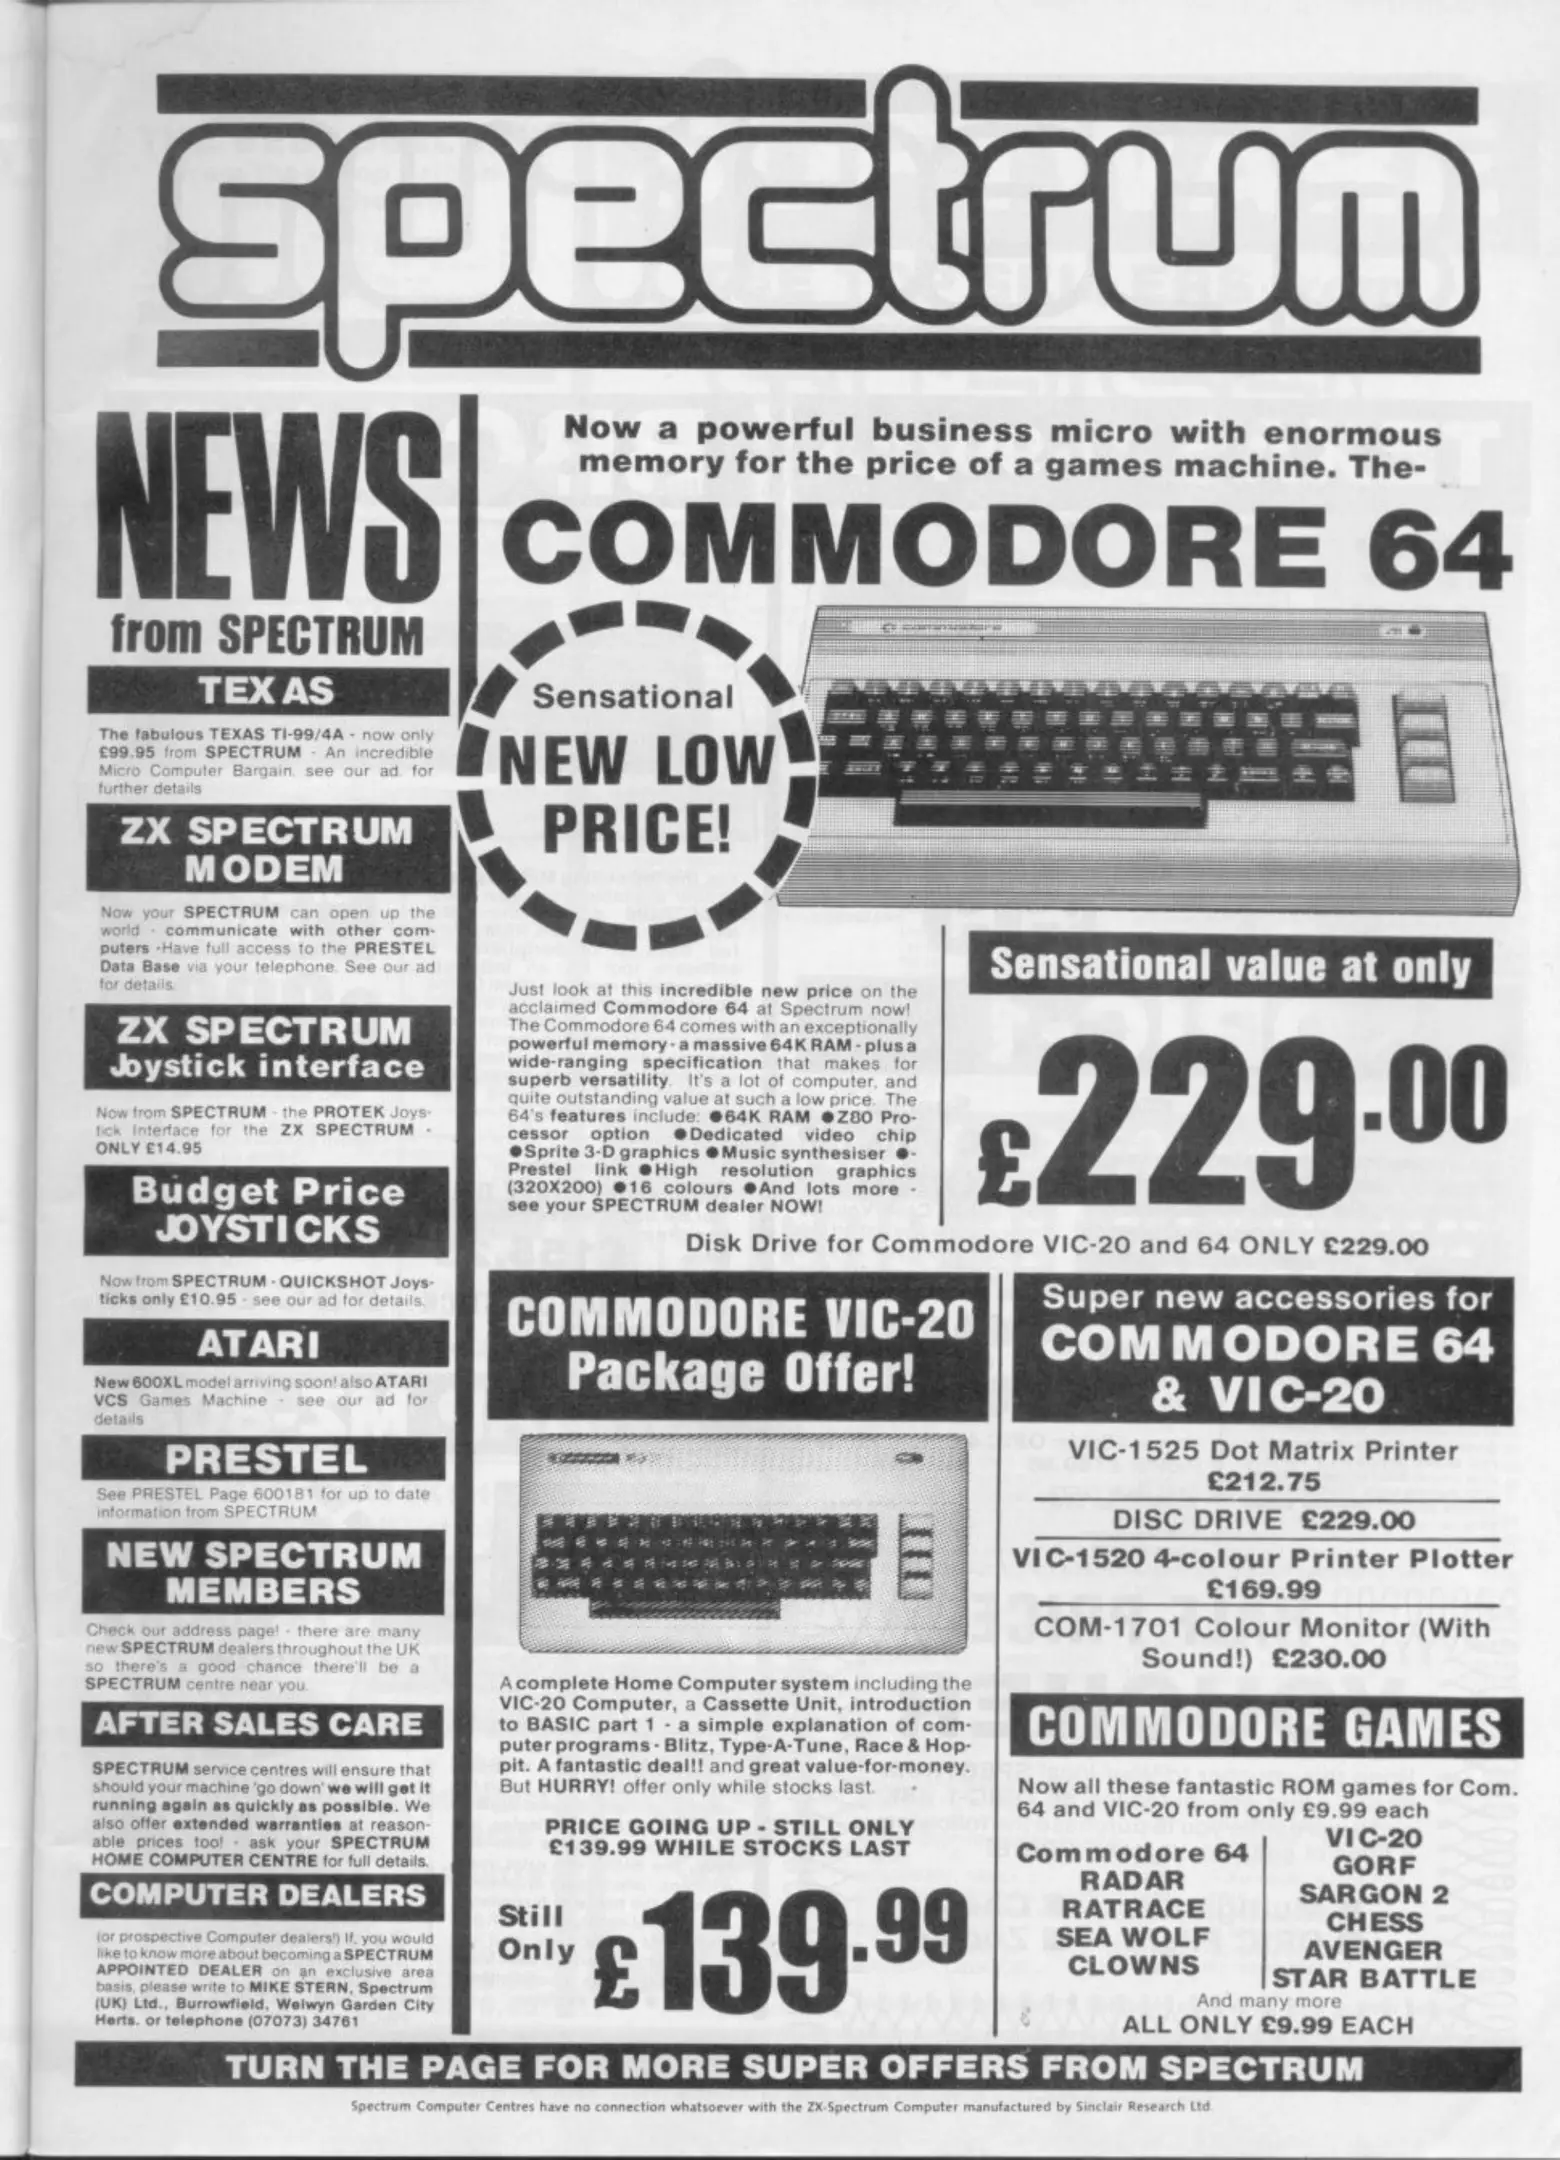 spectrum
NEWS
from SPECTRUM
TEXAS
The fabulous TEXAS TI-99/4A - now only
£99.95 from SPECTRUM - An incredible
Micro Computer Bargain. see our ad. for
further details
ZX SPECTRUM
MODEM
Now your SPECTRUM can open up the
world - communicate with other com-
puters -Have full access to the PRESTEL
Data Base via your telephone. See our ad
for details.
ZX SPECTRUM
Joystick interface
Now from SPECTRUM - the PROTEK Joys-
tick Interface for the ZX SPECTRUM -
ONLY £14.95
Budget Price
JOYSTICKS
Now from SPECTRUM - QUICKSHOT Joys-
ticks only £10.95 - see our ad for details.
ATARI
New 600XL model arriving soon! also ATARI
VCS Games Machine - see our ad for
details
PRESTEL
See PRESTEL Page 600181 for up to date
information from SPECTRUM
NEW SPECTRUM
MEMBERS
Check our address page! - there are many
new SPECTRUM dealers throughout the UK
so there's a good chance there'll be a
SPECTRUM centre near you.
AFTER SALES CARE
SPECTRUM service centres will ensure that
should your machine 'go down' we will get it
running again as quickly as possible. We
also offer extended warranties at reason-
able prices too! - ask your SPECTRUM
HOME COMPUTER CENTRE for full details.
COMPUTER DEALERS
(or prospective Computer dealers!) If, you would
like to know more about becoming a SPECTRUM
APPOINTED DEALER on an exclusive area
basis, please write to MIKE STERN, Spectrum
(UK) Ltd., Burrowfield, Welwyn Garden City
Herts. or telephone (07073) 34761
Now a powerful business micro with enormous
memory for the price of a games machine. The-
COMMODORE 64
commodore
Sensational
NEW LOW
PRICE!
Just look at this incredible new price on the
acclaimed Commodore 64 at Spectrum now!
The Commodore 64 comes with an exceptionally
powerful memory - a massive 64K RAM - plus a
wide-ranging specification that makes for
superb versatility. It's a lot of computer, and
quite outstanding value at such a low price. The
64's features include: ●64K RAM ●Z80 Pro-
cessor option ●Dedicated video chip
●Sprite 3-D graphics ●Music synthesiser ●-
Prestel link ●High resolution graphics
(320X200) ●16 colours ●And lots more -
see your SPECTRUM dealer NOW!
Sensational value at only
£229.00
Disk Drive for Commodore VIC-20 and 64 ONLY £229.00
COMMODORE VIC-20
Package Offer!
A complete Home Computer system including the
VIC-20 Computer, a Cassette Unit, introduction
to BASIC part 1 - a simple explanation of com-
puter programs - Blitz, Type-A-Tune, Race & Hop-
pit. A fantastic deal!! and great value-for-money.
But HURRY! offer only while stocks last.
PRICE GOING UP - STILL ONLY
£139.99 WHILE STOCKS LAST
Still
Only £139.99
Super new accessories for
COMMODORE 64
& VIC-20
VIC-1525 Dot Matrix Printer
£212.75
DISC DRIVE £229.00
VIC-1520 4-colour Printer Plotter
£169.99
COM-1701 Colour Monitor (With
Sound!) £230.00
COMMODORE GAMES
Now all these fantastic ROM games for Com.
64 and VIC-20 from only £9.99 each
Commodore 64
RADAR
RATRACE
SEA WOLF
CLOWNS
VIC-20
GORF
SARGON 2
CHESS
AVENGER
STAR BATTLE
And many more
ALL ONLY £9.99 EACH
TURN THE PAGE FOR MORE SUPER OFFERS FROM SPECTRUM
Spectrum Computer Centres have no connection whatsoever with the ZX-Spectrum Computer manufactured by Sinclair Research Ltd.